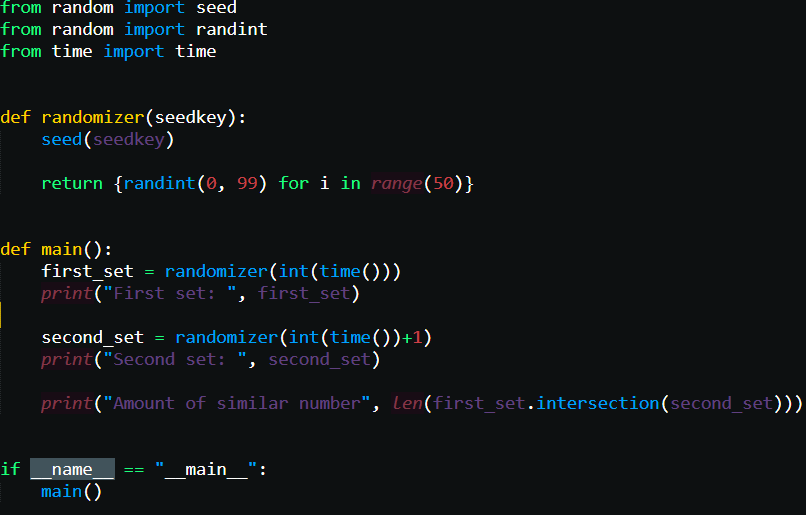 from random import seed
from random import randint
from time import time
def randomizer(seedkey):
    seed(seedkey)
    return {randint(0, 99) for i in range(50)}
def main():
    first_set = randomizer(int(time()))
    print("First set: ", first_set)
    second_set = randomizer(int(time())+1)
    print("Second set: ", second_set)
    print("Amount of similar number", len(first_set.intersection(second_set)))
if __name__ == "__main__":
    main()